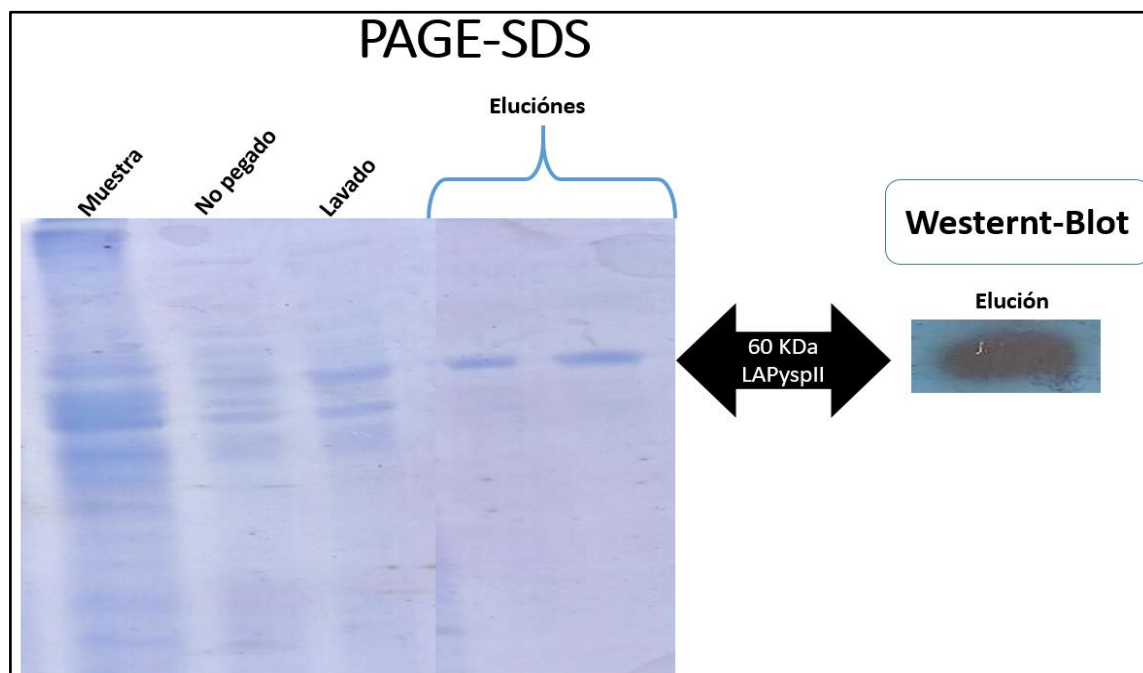 PAGE-SDS
Eluciónes
Muestra
No pegado
Lavado
Westernt-Blot
Elución
60 KDa
LAPyspII